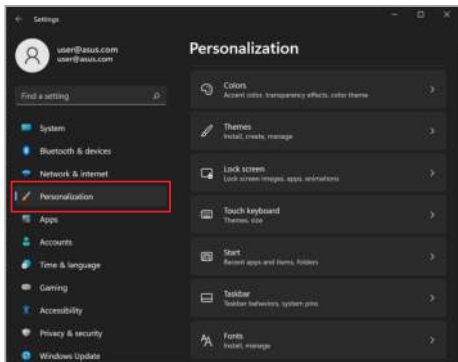 Settings
user@asus.com
user@asus.com
Find a setting
System
Bluetooth & devices
Network & internet
Personalization
Apps
Accounts
Time & language
Gaming
Accessibility
Privacy & security
Windows Update
Personalization
Colors
Accent color, transparency effects, color theme
Themes
Install, create, manage
Lock screen
Lock screen images, apps, animations
Touch keyboard
Themes, size
Start
Recent apps and items, folders
Taskbar
Taskbar behaviors, system pins
Fonts
Install, manage